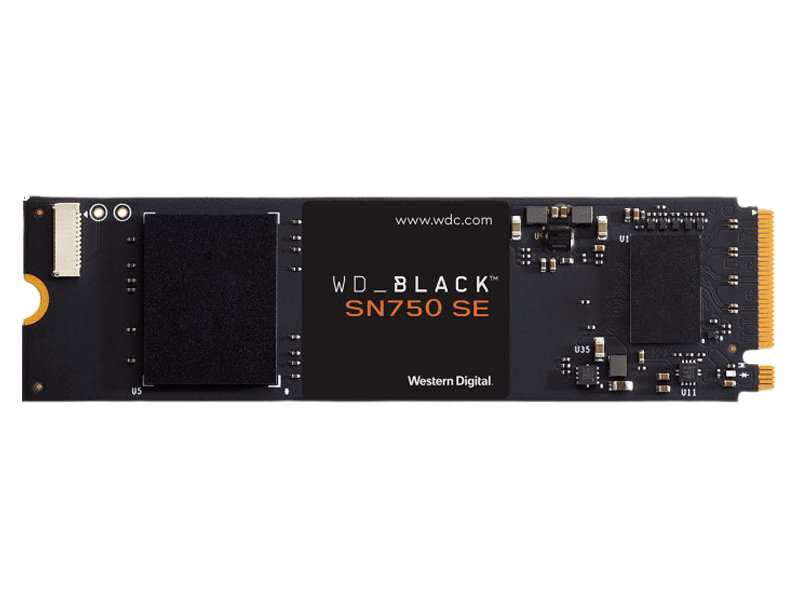 www.wdc.com
WD_BLACK™
SN750 SE
Western Digital.
U1
U35
U5
U11